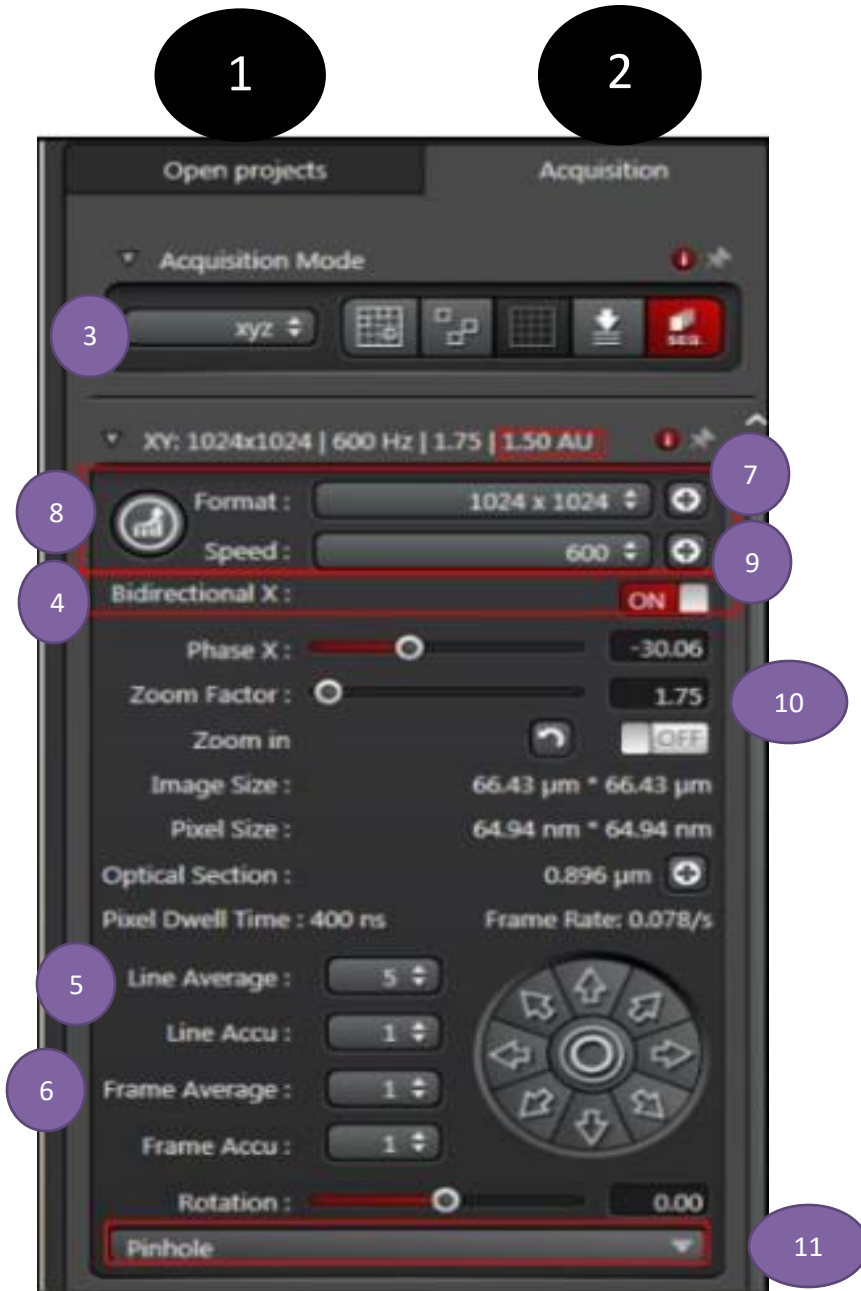 1 2
Open projects Acquisition
Acquisition Mode
3 xyz SEQ.
XY: 1024x1024 | 600 Hz | 1.75 | 1.50 AU
7
8 Format : 1024 x 1024
Speed : 600 9
4 Bidirectional X : ON
Phase X : -30.06
Zoom Factor : 1.75 10
Zoom in OFF
Image Size : 66.43 µm * 66.43 µm
Pixel Size : 64.94 nm * 64.94 nm
Optical Section : 0.896 µm
Pixel Dwell Time : 400 ns Frame Rate: 0.078/s
5 Line Average : 5
Line Accu : 1
6 Frame Average : 1
Frame Accu : 1
Rotation : 0.00
Pinhole 11